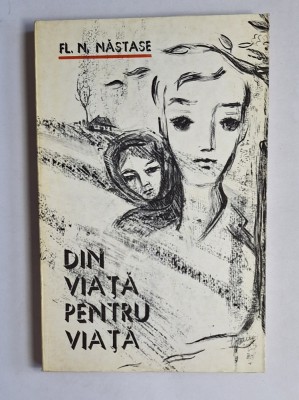 FL. N. NĂSTASE
DIN
VIAȚĂ
PENTRU
VIAȚĂ